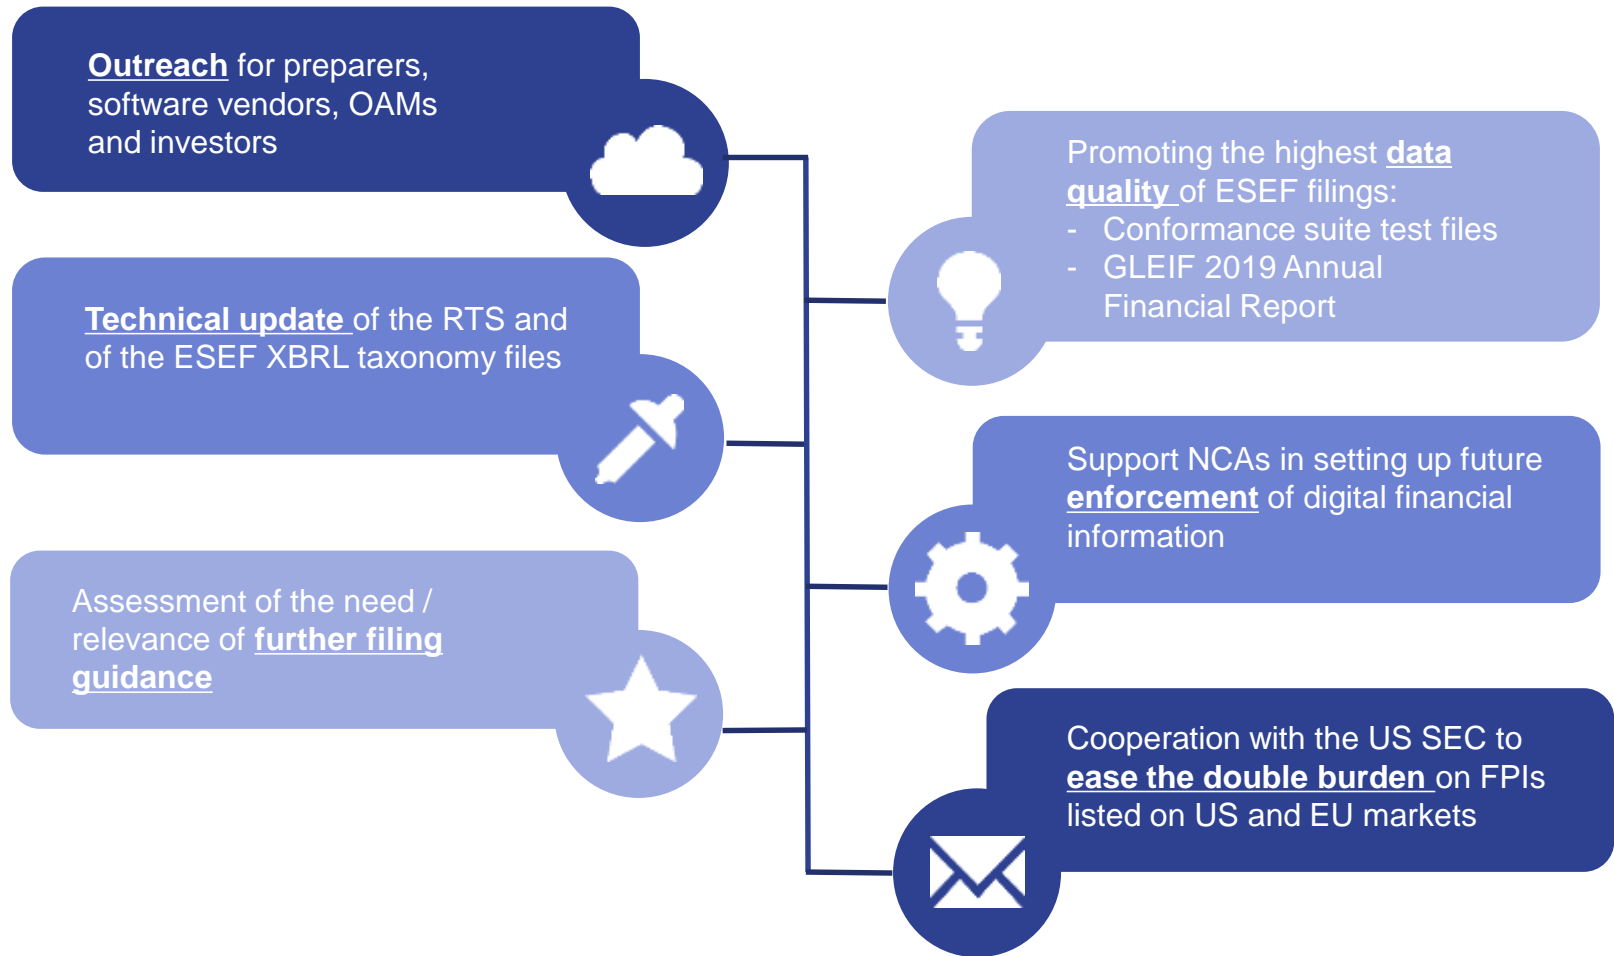 Outreach for preparers,
software vendors, OAMs
and investors
Technical update of the RTS and
of the ESEF XBRL taxonomy files
Assessment of the need /
relevance of further filing
guidance
Promoting the highest data
quality of ESEF filings:
- Conformance suite test files
- GLEIF 2019 Annual
Financial Report
Support NCAs in setting up future
enforcement of digital financial
information
Cooperation with the US SEC to
ease the double burden on FPIs
listed on US and EU markets